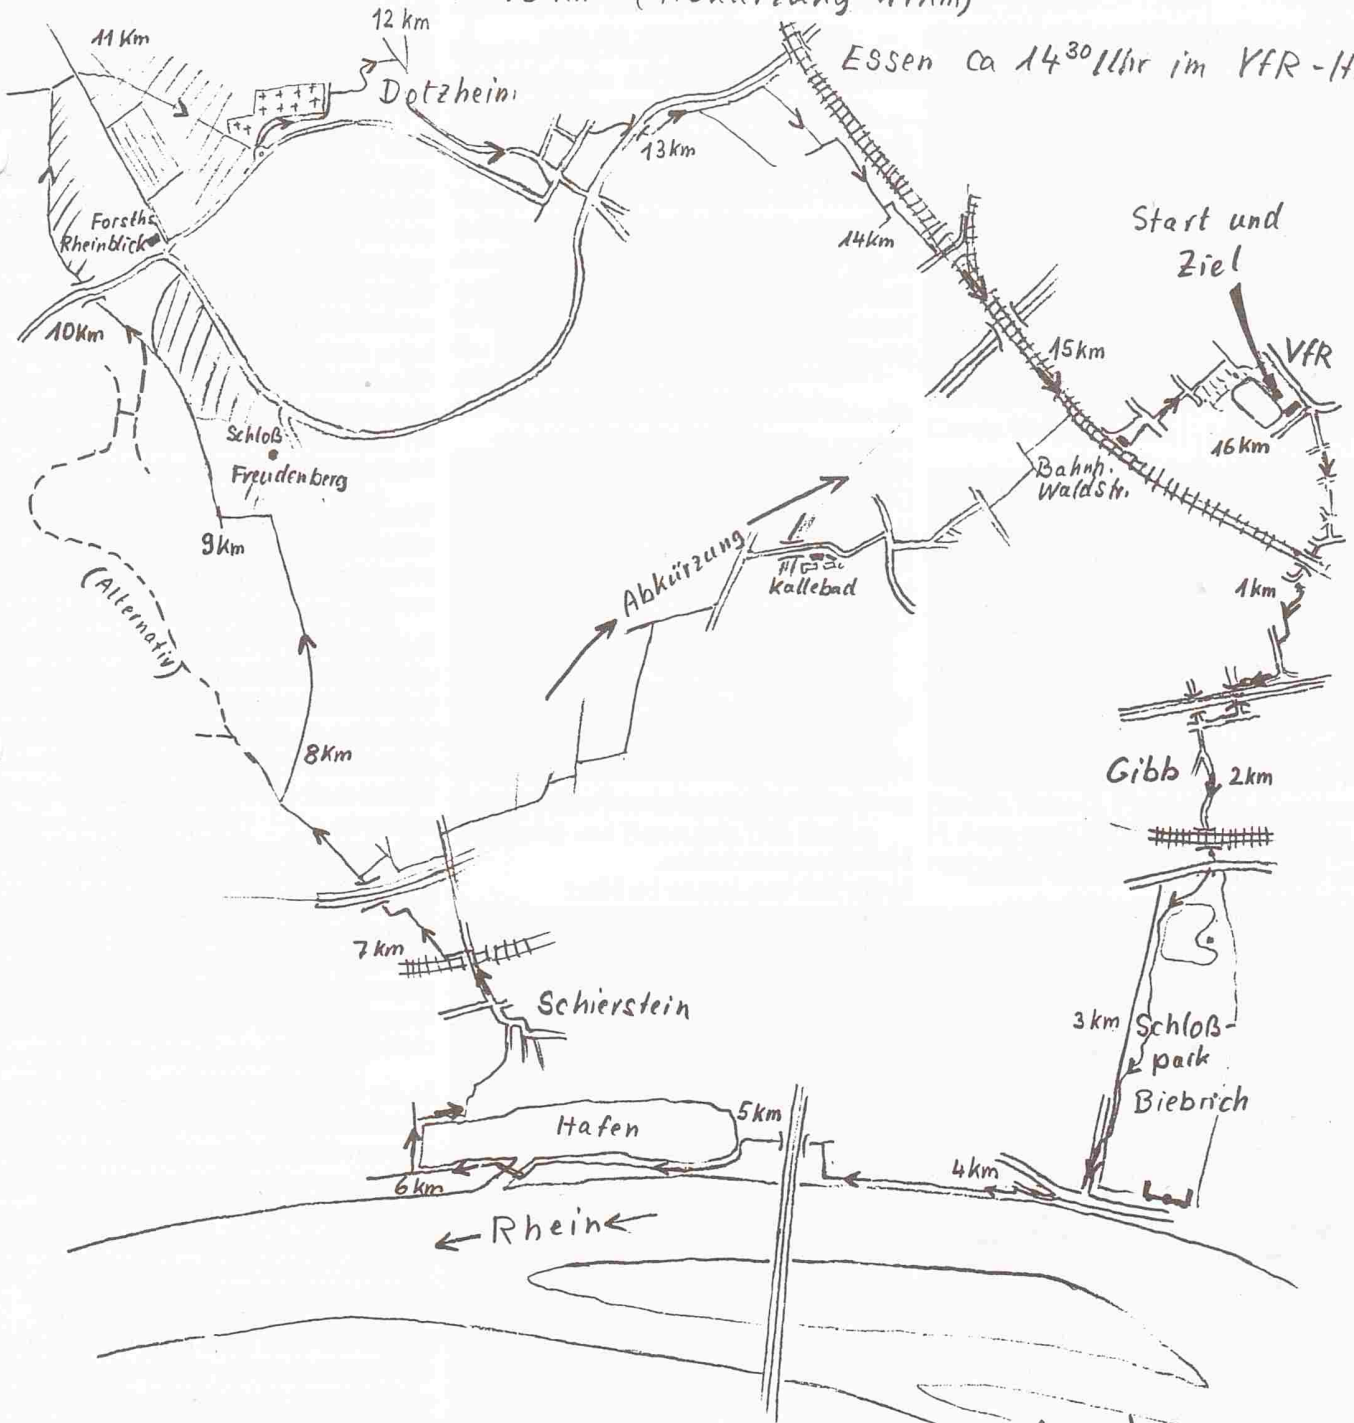 Essen ca 14³⁰ Uhr im VfR-H
12 km
11 Km
Dotzheim
13 km
Forsth.
Rheinblick
14 km
Start und
Ziel
10 Km
15 km
VfR
16 km
Schloß
Freudenberg
Bahnh.
Waldstr.
9 Km
Abkürzung
Kallebad
(Alternativ)
1 km
8 Km
Gibb
2 km
7 km
Schierstein
3 km
Schloß-
park
Biebrich
Hafen
5 km
4 km
6 km
Rhein